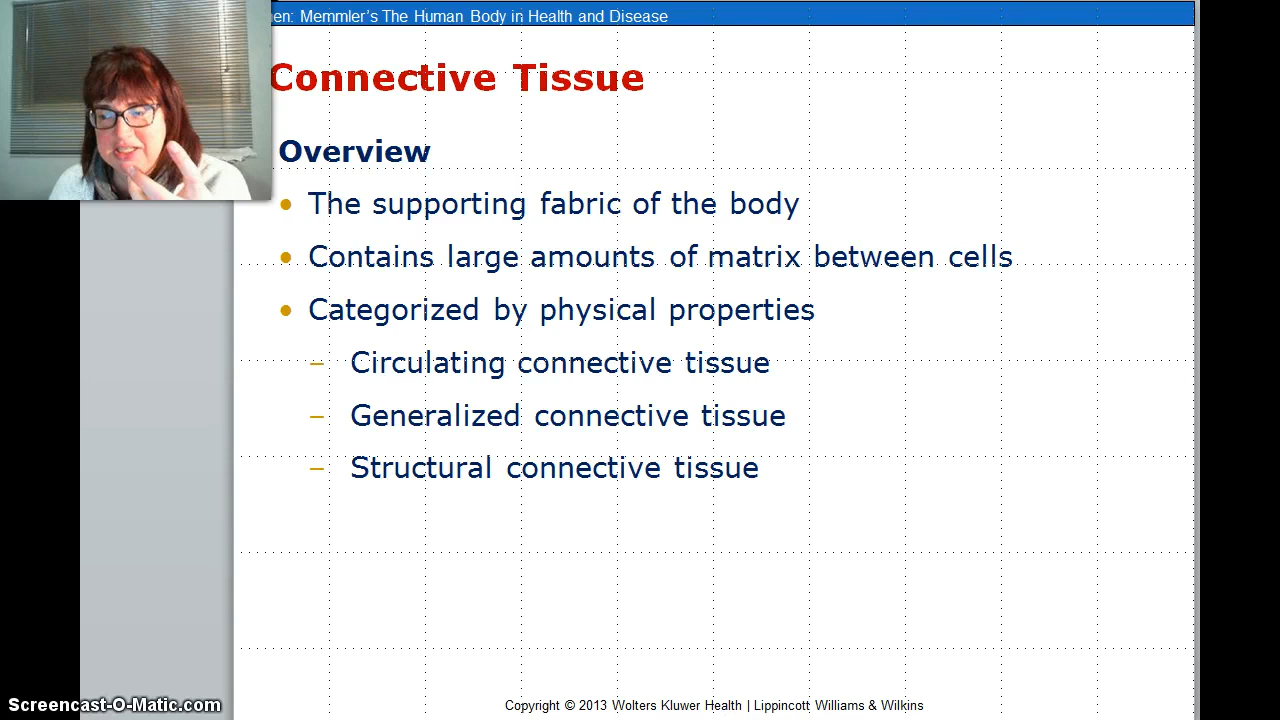 Memmler's The Human Body in Health and Disease
Connective Tissue
Overview
• The supporting fabric of the body
• Contains large amounts of matrix between cells
• Categorized by physical properties
– Circulating connective tissue
– Generalized connective tissue
– Structural connective tissue
Screencast-O-Matic.com
Copyright © 2013 Wolters Kluwer Health | Lippincott Williams & Wilkins